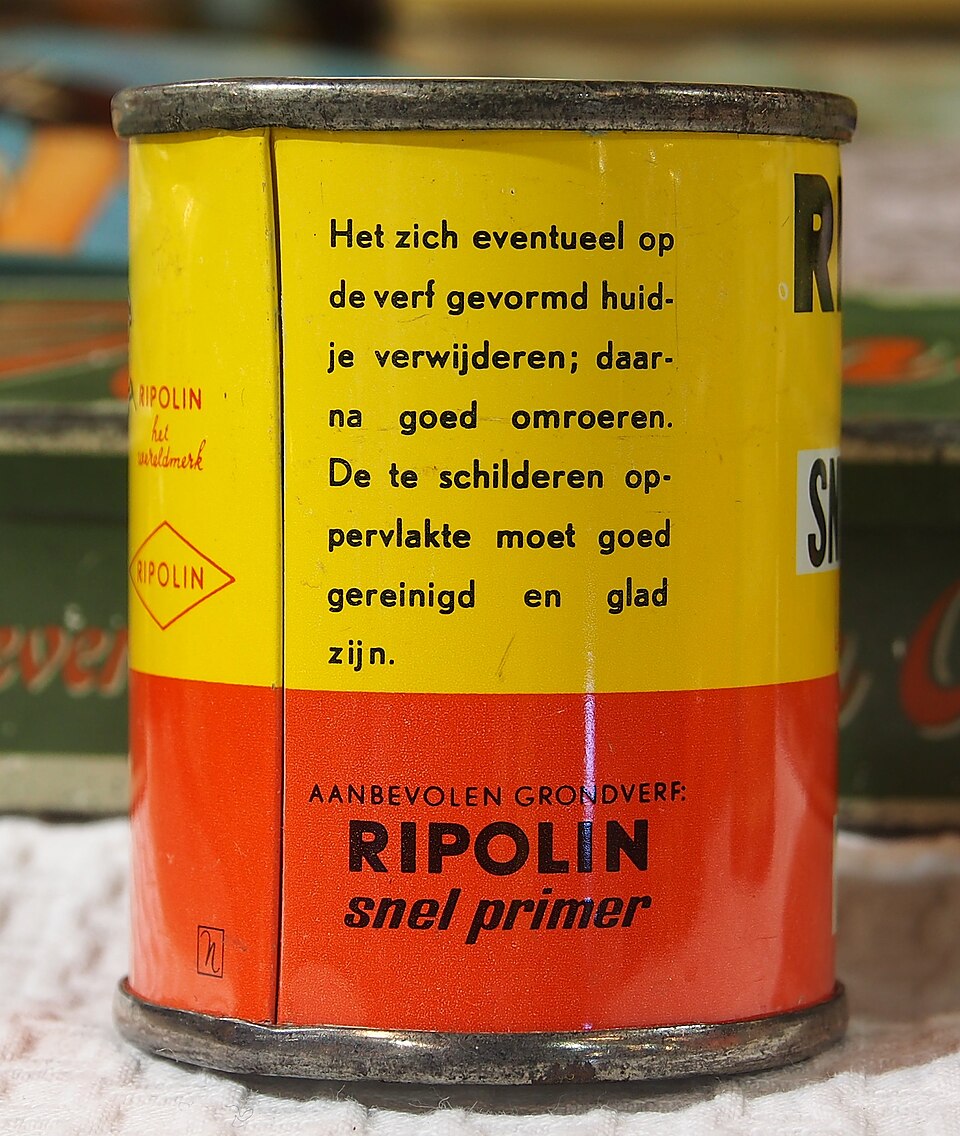 Het zich eventueel op
de verf gevormd huid-
je verwijderen; daar-
na goed omroeren.
De te schilderen op-
pervlakte moet goed
gereinigd en glad
zijn.
AANBEVOLEN GRONDVERF:
RIPOLIN
snel primer
RIPOLIN
het
wereldmerk
RIPOLIN
n